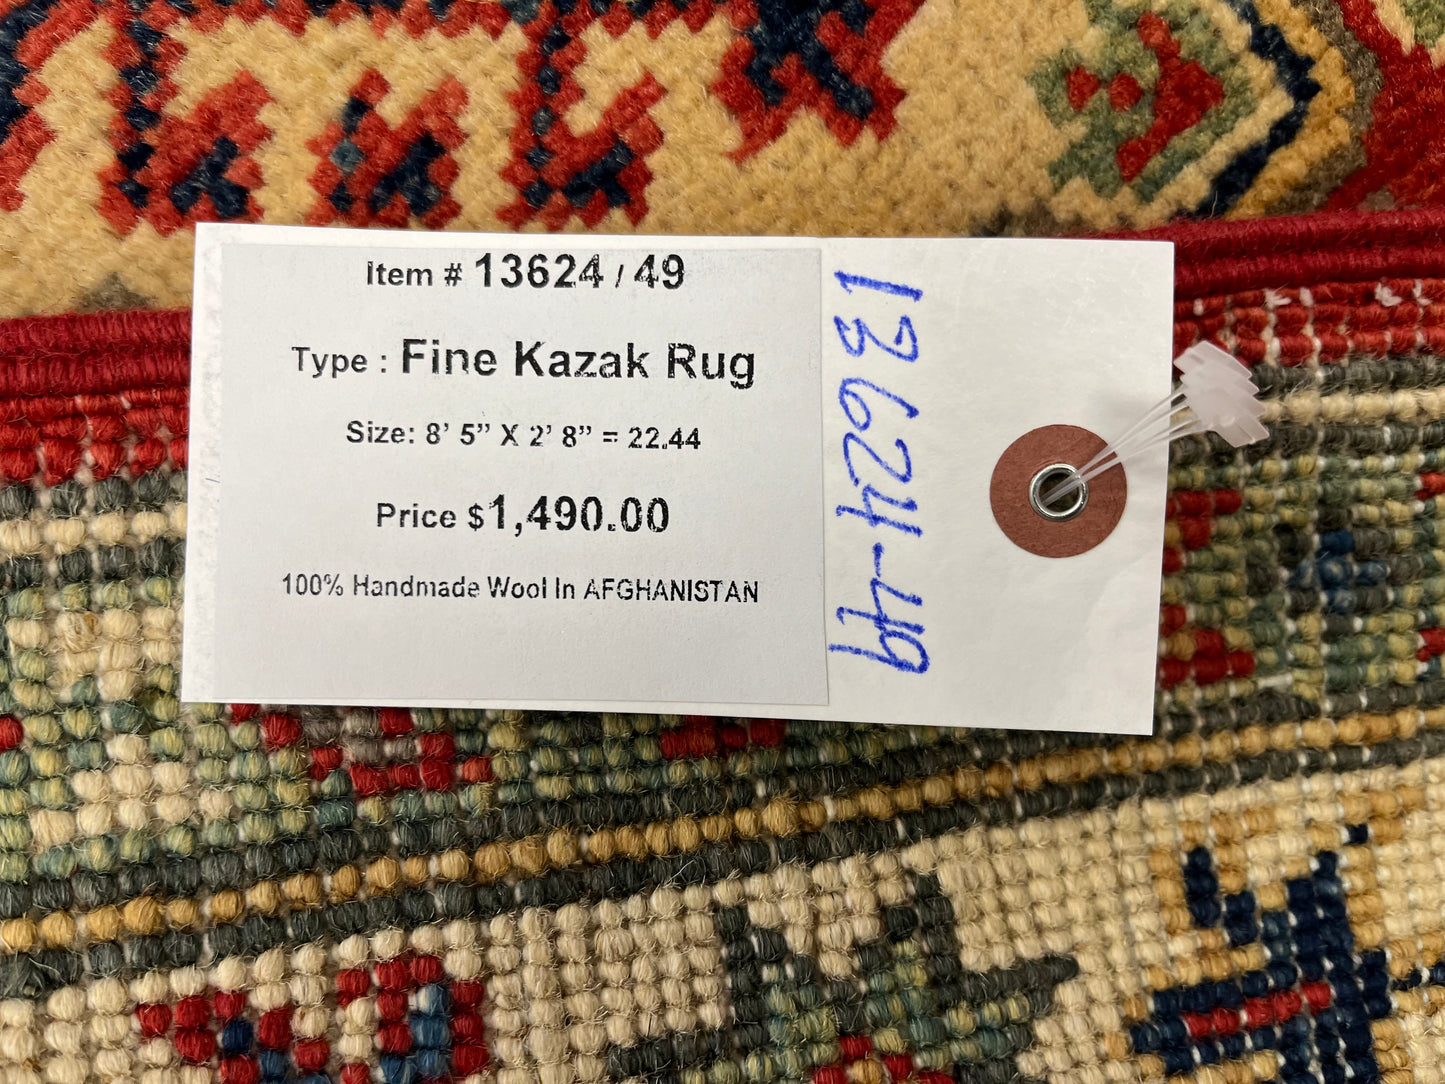 Item # 13624 / 49
Type : Fine Kazak Rug
Size: 8’ 5” X 2’ 8” = 22.44
Price $1,490.00
100% Handmade Wool In AFGHANISTAN
13624-49